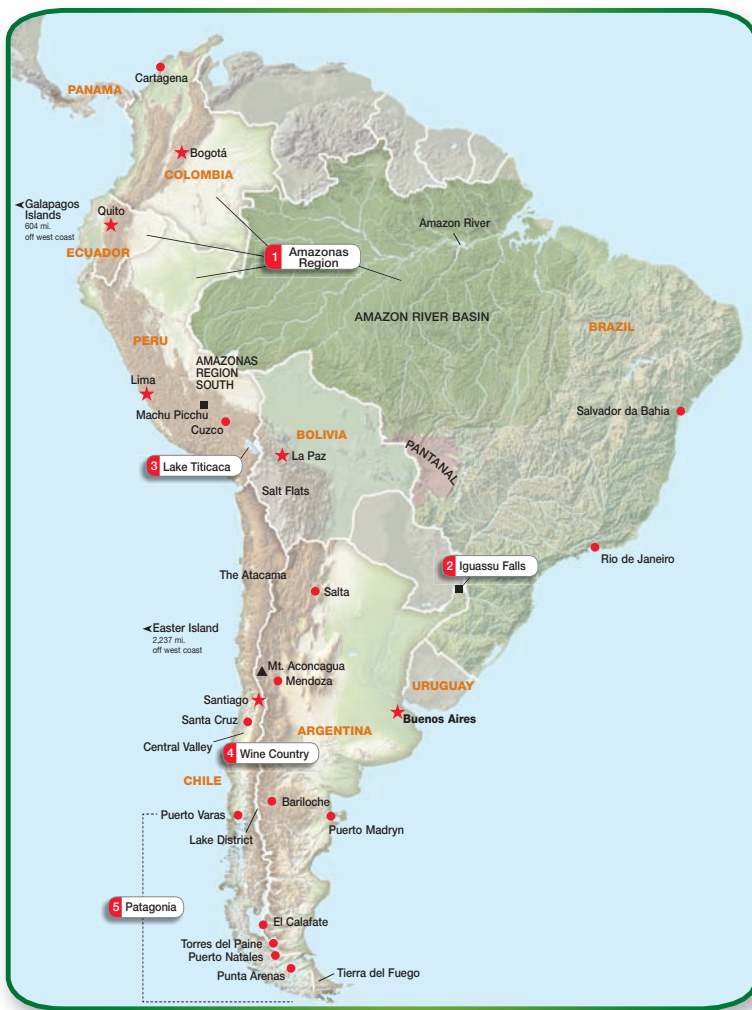 Cartagena
PANAMA
Bogotá
COLOMBIA
Galapagos
Islands
604 mi.
off west coast
Quito
ECUADOR
Amazon River
1 Amazonas
Region
AMAZON RIVER BASIN
BRAZIL
PERU
AMAZONAS
REGION
SOUTH
Lima
Machu Picchu
Cuzco
Salvador da Bahia
BOLIVIA
La Paz
PANTANAL
3 Lake Titicaca
Salt Flats
Rio de Janeiro
2 Iguassu Falls
The Atacama
Salta
Easter Island
2,237 mi.
off west coast
Mt. Aconcagua
Mendoza
URUGUAY
Santiago
Buenos Aires
Santa Cruz
ARGENTINA
Central Valley
4 Wine Country
CHILE
Bariloche
Puerto Varas
Puerto Madryn
Lake District
5 Patagonia
El Calafate
Torres del Paine
Puerto Natales
Punta Arenas
Tierra del Fuego